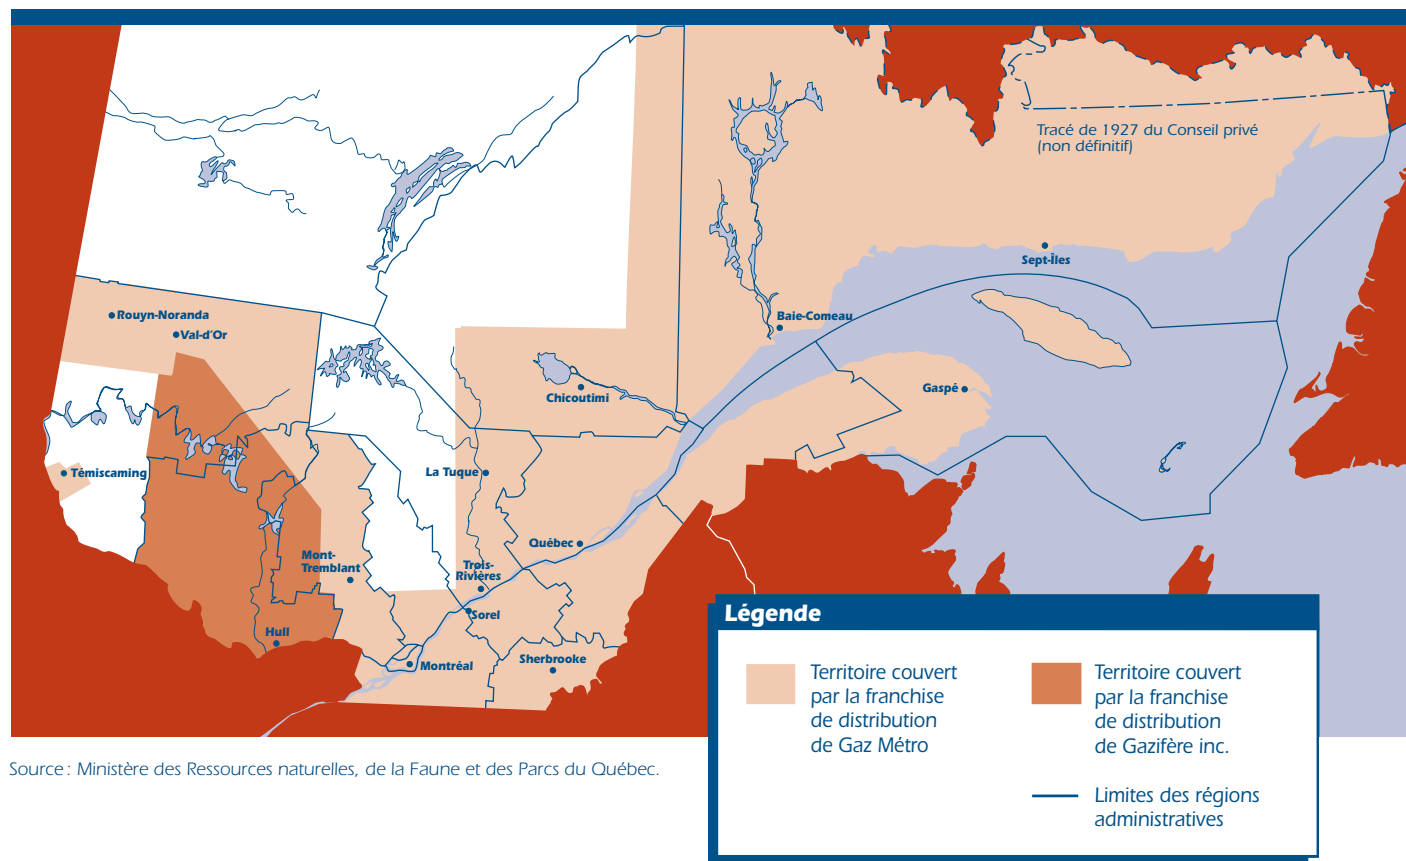 Tracé de 1927 du Conseil privé
(non définitif)
Sept-Îles
Rouyn-Noranda
Val-d'Or
Baie-Comeau
Chicoutimi
Gaspé
Témiscaming
La Tuque
Québec
Mont-
Tremblant
Trois-
Rivières
Sorel
Hull
Montréal
Sherbrooke
Légende
Territoire couvert
par la franchise
de distribution
de Gaz Métro
Territoire couvert
par la franchise
de distribution
de Gazifère inc.
Limites des régions
administratives
Source : Ministère des Ressources naturelles, de la Faune et des Parcs du Québec.